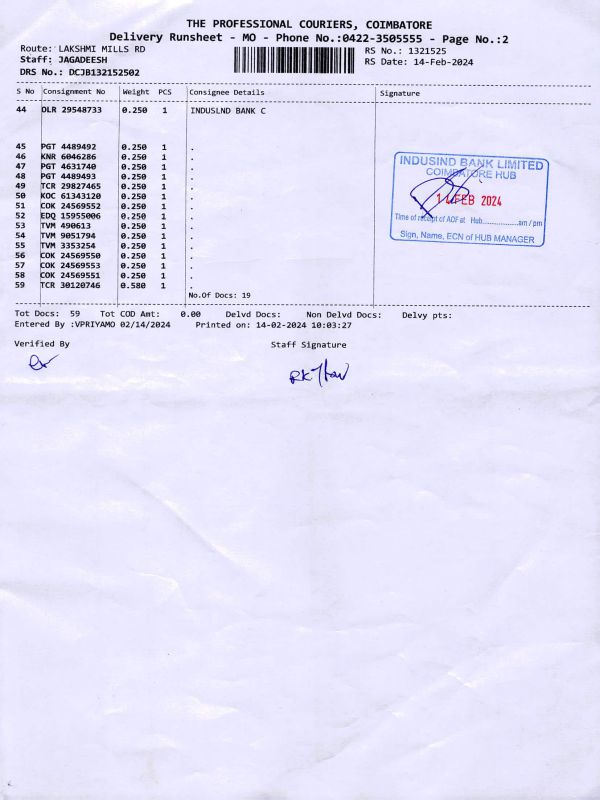 THE PROFESSIONAL COURIERS, COIMBATORE
Delivery Runsheet - MO - Phone No.:0422-3505555 - Page No.:2
Route: LAKSHMI MILLS RD
RS No.: 1321525
Staff: JAGADEESH
RS Date: 14-Feb-2024
DRS No.: DCJB132152502
S No Consignment No Weight PCS Consignee Details Signature
44 DLR 29548733 0.250 1 INDUSLND BANK C
45 PGT 4489492 0.250 1 .
46 KNR 6046286 0.250 1 .
47 PGT 4631740 0.250 1 .
48 PGT 4489493 0.250 1 .
49 TCR 29827465 0.250 1 .
50 KOC 61343120 0.250 1 .
51 COK 24569552 0.250 1 .
52 EDQ 15955006 0.250 1 .
53 TVM 490613 0.250 1 .
54 TVM 9051794 0.250 1 .
55 TVM 3353254 0.250 1 .
56 COK 24569550 0.250 1 .
57 COK 24569553 0.250 1 .
58 COK 24569551 0.250 1 .
59 TCR 30120746 0.580 1 .
No.Of Docs: 19
INDUSIND BANK LIMITED
COIMBATORE HUB
14 FEB 2024
Time of receipt of AOF at Hub..................am / pm
Sign, Name, ECN of HUB MANAGER
Tot Docs: 59 Tot COD Amt: 0.00 Delvd Docs: Non Delvd Docs: Delvy pts:
Entered By :VPRIYAMO 02/14/2024 Printed on: 14-02-2024 10:03:27
Verified By Staff Signature